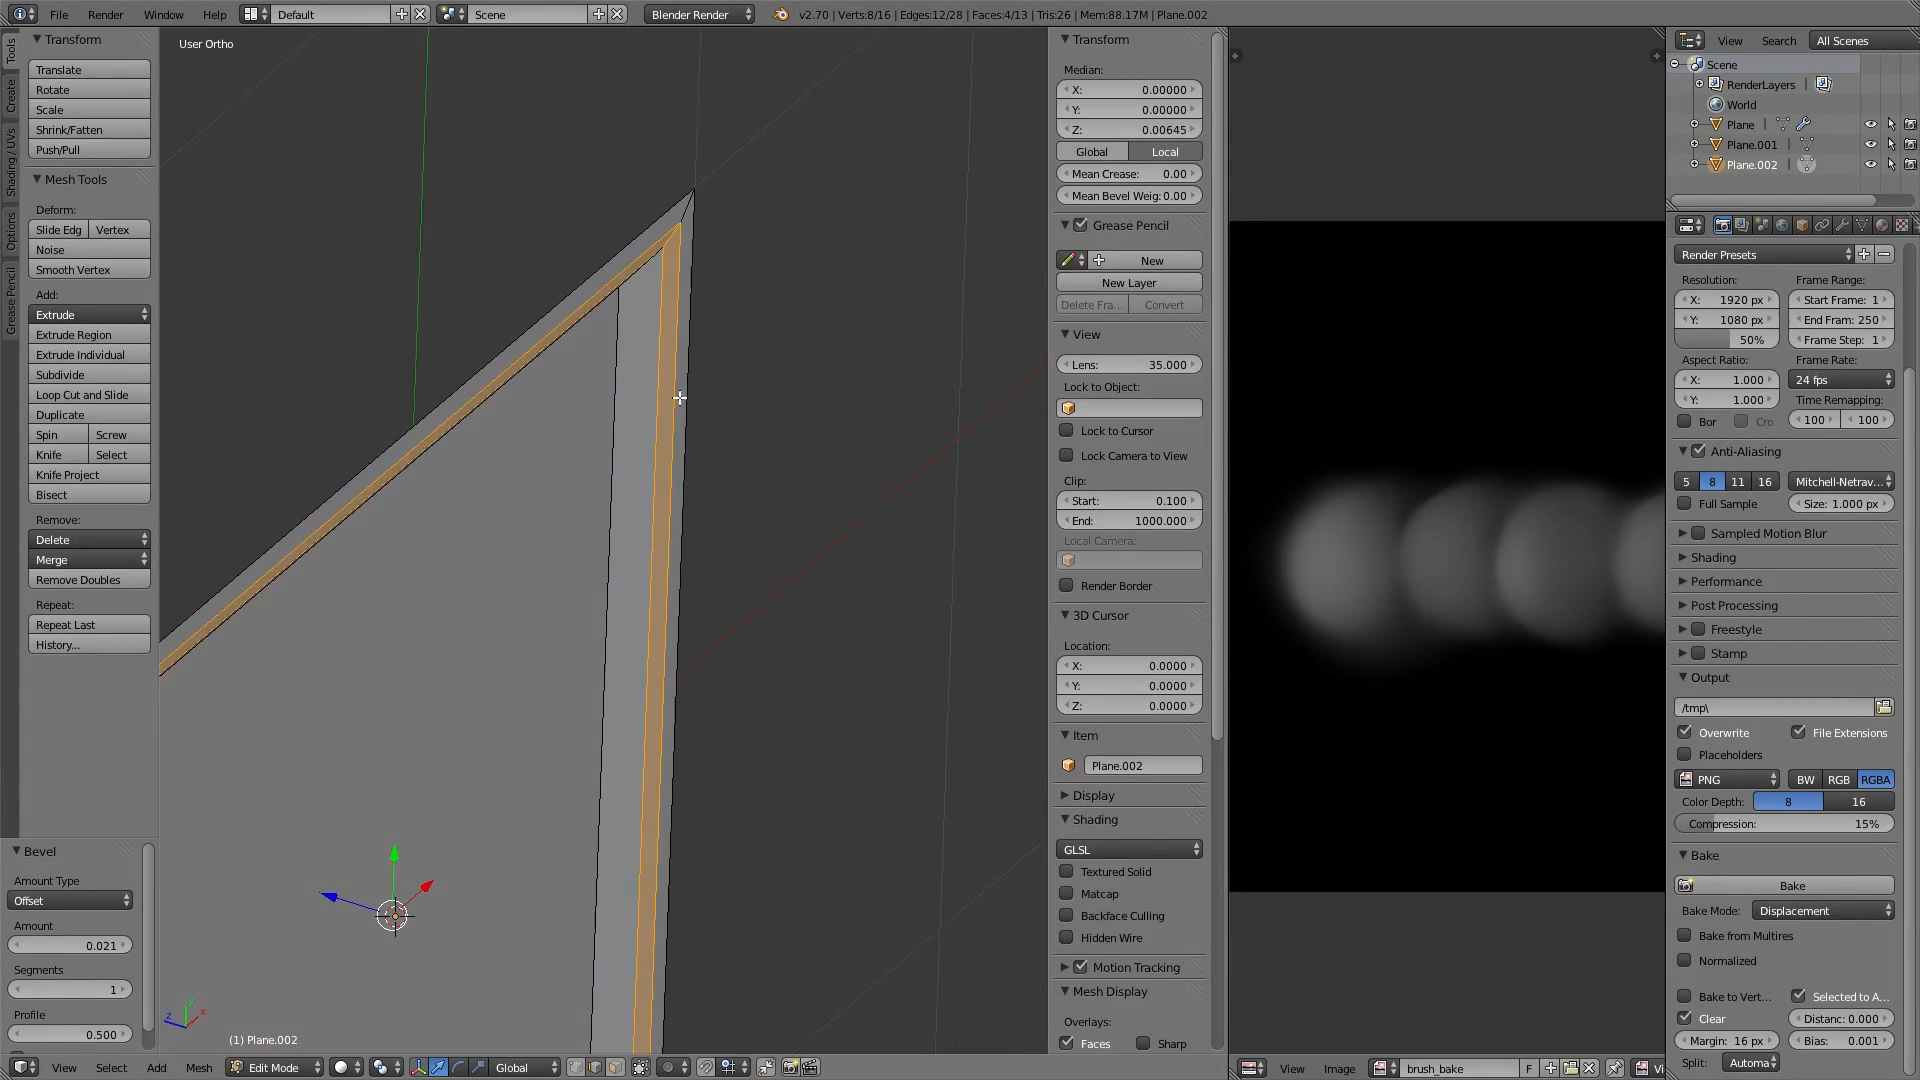 File Render Window Help Default Scene Blender Render v2.70 | Verts:8/16 | Edges:12/28 | Faces:4/13 | Tris:26 | Mem:88.17M | Plane.002
Tools
Create
Shading / UVs
Options
Grease Pencil
Transform
Translate
Rotate
Scale
Shrink/Fatten
Push/Pull
Mesh Tools
Deform:
Slide Edg Vertex
Noise
Smooth Vertex
Add:
Extrude
Extrude Region
Extrude Individual
Subdivide
Loop Cut and Slide
Duplicate
Spin Screw
Knife Select
Knife Project
Bisect
Remove:
Delete
Merge
Remove Doubles
Repeat:
Repeat Last
History...
Bevel
Amount Type
Offset
Amount
0.021
Segments
1
Profile
0.500
User Ortho
z y x
(1) Plane.002
View Select Add Mesh Edit Mode Global
Transform
Median:
X: 0.00000
Y: 0.00000
Z: 0.00645
Global Local
Mean Crease: 0.00
Mean Bevel Weig: 0.00
Grease Pencil
New
New Layer
Delete Fra... Convert
View
Lens: 35.000
Lock to Object:
Lock to Cursor
Lock Camera to View
Clip:
Start: 0.100
End: 1000.000
Local Camera:
Render Border
3D Cursor
Location:
X: 0.0000
Y: 0.0000
Z: 0.0000
Item
Plane.002
Display
Shading
GLSL
Textured Solid
Matcap
Backface Culling
Hidden Wire
Motion Tracking
Mesh Display
Overlays:
Faces Sharp
View Image brush_bake F Vi
View Search All Scenes
Scene
RenderLayers |
World
Plane |
Plane.001 |
Plane.002 |
Render Presets
Resolution: Frame Range:
X: 1920 px Start Frame: 1
Y: 1080 px End Fram: 250
50% Frame Step: 1
Aspect Ratio: Frame Rate:
X: 1.000 24 fps
Y: 1.000 Time Remapping:
Bor Cro 100 100
Anti-Aliasing
5 8 11 16 Mitchell-Netrav...
Full Sample Size: 1.000 px
Sampled Motion Blur
Shading
Performance
Post Processing
Freestyle
Stamp
Output
/tmp\
Overwrite File Extensions
Placeholders
PNG BW RGB RGBA
Color Depth: 8 16
Compression: 15%
Bake
Bake
Bake Mode: Displacement
Bake from Multires
Normalized
Bake to Vert... Selected to A...
Clear Distanc: 0.000
Margin: 16 px Bias: 0.001
Split: Automa